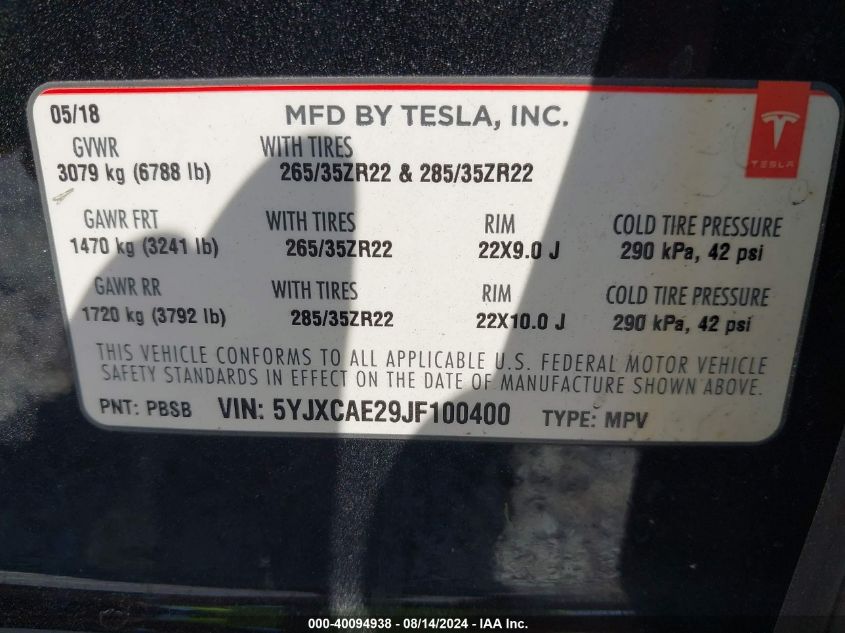 05/18 MFD BY TESLA, INC.
TESLA
GVWR WITH TIRES
3079 kg (6788 lb) 265/35ZR22 & 285/35ZR22
GAWR FRT WITH TIRES RIM COLD TIRE PRESSURE
1470 kg (3241 lb) 265/35ZR22 22X9.0 J 290 kPa, 42 psi
GAWR RR WITH TIRES RIM COLD TIRE PRESSURE
1720 kg (3792 lb) 285/35ZR22 22X10.0 J 290 kPa, 42 psi
THIS VEHICLE CONFORMS TO ALL APPLICABLE U.S. FEDERAL MOTOR VEHICLE
SAFETY STANDARDS IN EFFECT ON THE DATE OF MANUFACTURE SHOWN ABOVE.
PNT: PBSB VIN: 5YJXCAE29JF100400 TYPE: MPV
000-40094938 - 08/14/2024 - IAA Inc.